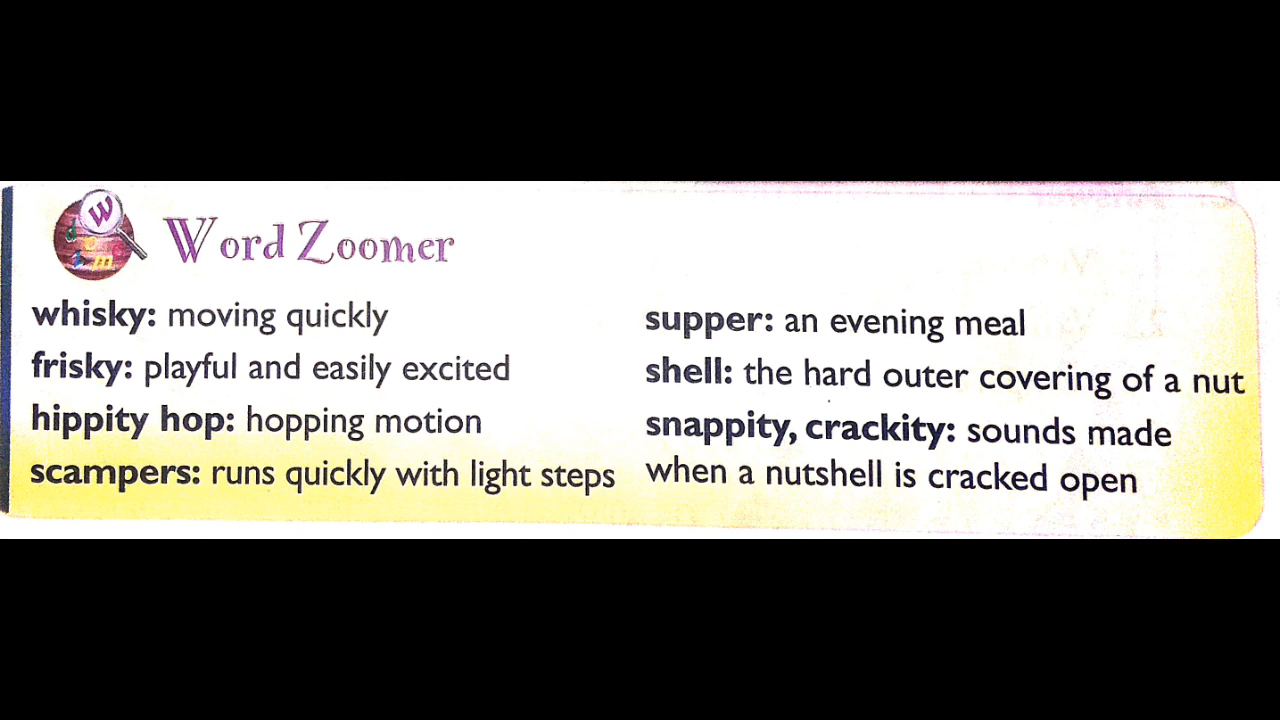 Word Zoomer
whisky: moving quickly
frisky: playful and easily excited
hippity hop: hopping motion
scampers: runs quickly with light steps
supper: an evening meal
shell: the hard outer covering of a nut
snappity, crackity: sounds made
when a nutshell is cracked open